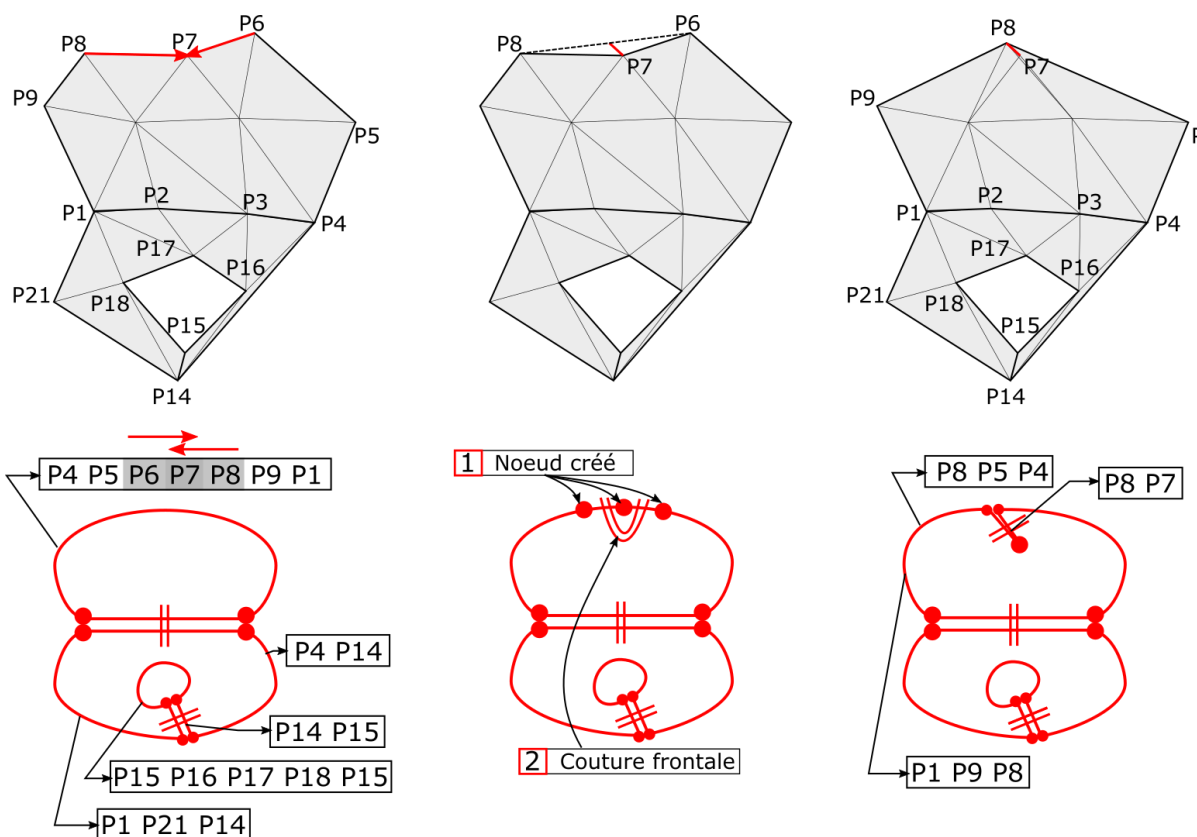 P8 P7 P6
P9
P5
P1 P2 P3 P4
P17
P16
P21 P18
P15
P14
P8 P6
P7
P8
P7
P9
P
P1 P2 P3 P4
P17
P16
P21 P18
P15
P14
P4 P5 P6 P7 P8 P9 P1
P4 P14
P14 P15
P15 P16 P17 P18 P15
P1 P21 P14
1 Noeud créé
2 Couture frontale
P8 P5 P4
P8 P7
P1 P9 P8